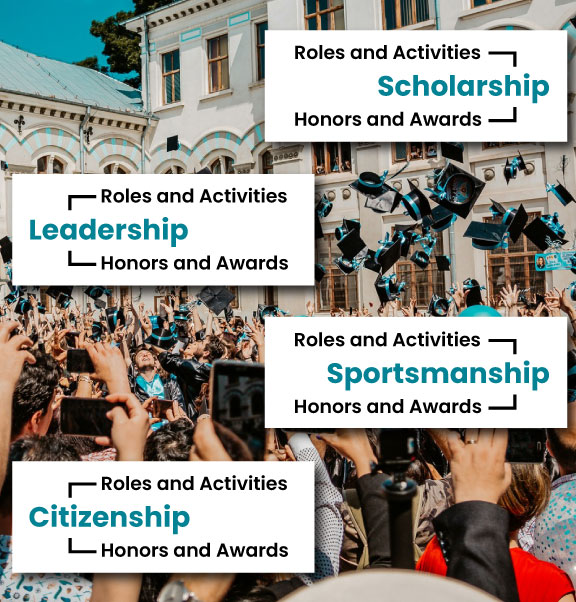 Roles and Activities
Scholarship
Honors and Awards
Roles and Activities
Leadership
Honors and Awards
Roles and Activities
Sportsmanship
Honors and Awards
Roles and Activities
Citizenship
Honors and Awards